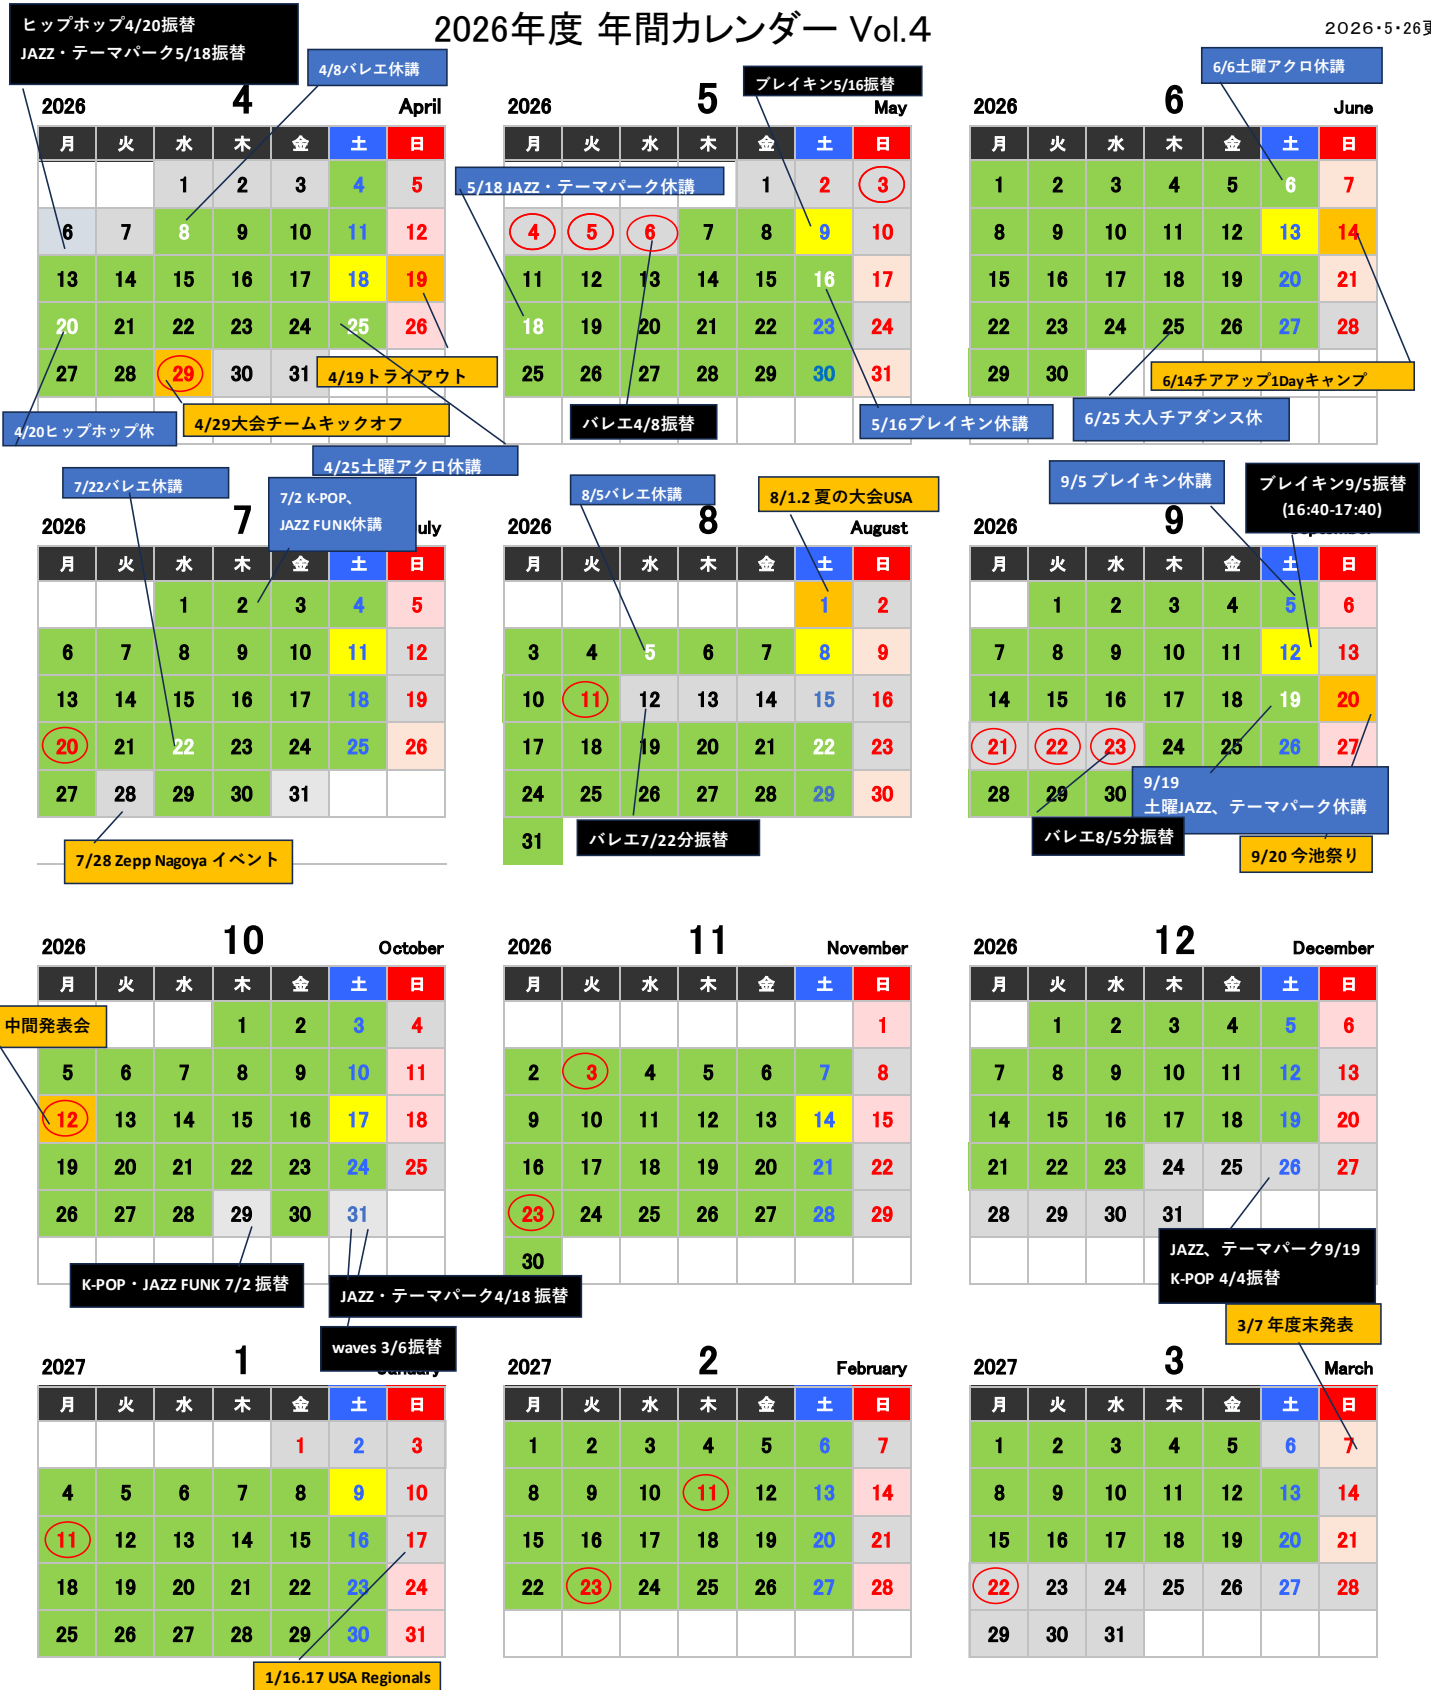 2026年度 年間カレンダー Vol.4
2026・5・26更
ヒップホップ4/20振替
JAZZ・テーマパーク5/18振替
4/8バレエ休講
2026 4 April
月 火 水 木 金 土 日
1 2 3 4 5
6 7 8 9 10 11 12
13 14 15 16 17 18 19
20 21 22 23 24 25 26
27 28 29 30 31
4/19トライアウト
4/29大会チームキックオフ
4/20ヒップホップ休
4/25土曜アクロ休講
ブレイキン5/16振替
2026 5 May
月 火 水 木 金 土 日
5/18 JAZZ・テーマパーク休講
1 2 3
4 5 6 7 8 9 10
11 12 13 14 15 16 17
18 19 20 21 22 23 24
25 26 27 28 29 30 31
バレエ4/8振替
5/16ブレイキン休講
6/6土曜アクロ休講
2026 6 June
月 火 水 木 金 土 日
1 2 3 4 5 6 7
8 9 10 11 12 13 14
15 16 17 18 19 20 21
22 23 24 25 26 27 28
29 30
6/14チアアップ1Dayキャンプ
6/25 大人チアダンス休
7/22バレエ休講
7/2 K-POP、
JAZZ FUNK休講
2026 7 uly
月 火 水 木 金 土 日
1 2 3 4 5
6 7 8 9 10 11 12
13 14 15 16 17 18 19
20 21 22 23 24 25 26
27 28 29 30 31
7/28 Zepp Nagoya イベント
8/5バレエ休講
8/1.2 夏の大会USA
2026 8 August
月 火 水 木 金 土 日
1 2
3 4 5 6 7 8 9
10 11 12 13 14 15 16
17 18 19 20 21 22 23
24 25 26 27 28 29 30
31
バレエ7/22分振替
9/5 ブレイキン休講
ブレイキン9/5振替
(16:40-17:40)
2026 9
月 火 水 木 金 土 日
1 2 3 4 5 6
7 8 9 10 11 12 13
14 15 16 17 18 19 20
21 22 23 24 25 26 27
28 29 30
9/19
土曜JAZZ、テーマパーク休講
バレエ8/5分振替
9/20 今池祭り
2026 10 October
月 火 水 木 金 土 日
中間発表会
1 2 3 4
5 6 7 8 9 10 11
12 13 14 15 16 17 18
19 20 21 22 23 24 25
26 27 28 29 30 31
K-POP・JAZZ FUNK 7/2 振替
JAZZ・テーマパーク4/18 振替
waves 3/6振替
2026 11 November
月 火 水 木 金 土 日
1
2 3 4 5 6 7 8
9 10 11 12 13 14 15
16 17 18 19 20 21 22
23 24 25 26 27 28 29
30
2026 12 December
月 火 水 木 金 土 日
1 2 3 4 5 6
7 8 9 10 11 12 13
14 15 16 17 18 19 20
21 22 23 24 25 26 27
28 29 30 31
JAZZ、テーマパーク9/19
K-POP 4/4振替
2027 1
月 火 水 木 金 土 日
1 2 3
4 5 6 7 8 9 10
11 12 13 14 15 16 17
18 19 20 21 22 23 24
25 26 27 28 29 30 31
1/16.17 USA Regionals
2027 2 February
月 火 水 木 金 土 日
1 2 3 4 5 6 7
8 9 10 11 12 13 14
15 16 17 18 19 20 21
22 23 24 25 26 27 28
3/7 年度末発表
2027 3 March
月 火 水 木 金 土 日
1 2 3 4 5 6 7
8 9 10 11 12 13 14
15 16 17 18 19 20 21
22 23 24 25 26 27 28
29 30 31